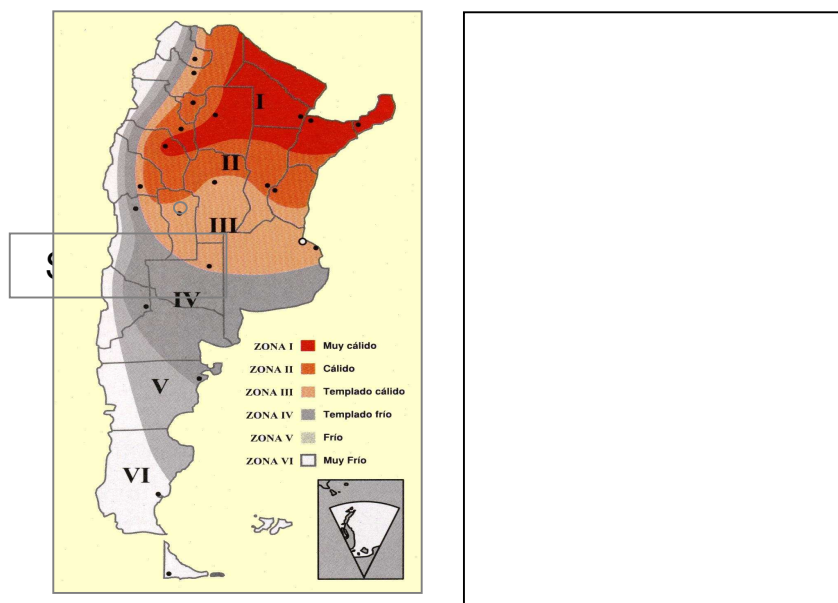 I
II
III
IV
V
VI
ZONA I Muy cálido
ZONA II Cálido
ZONA III Templado cálido
ZONA IV Templado frío
ZONA V Frío
ZONA VI Muy Frío